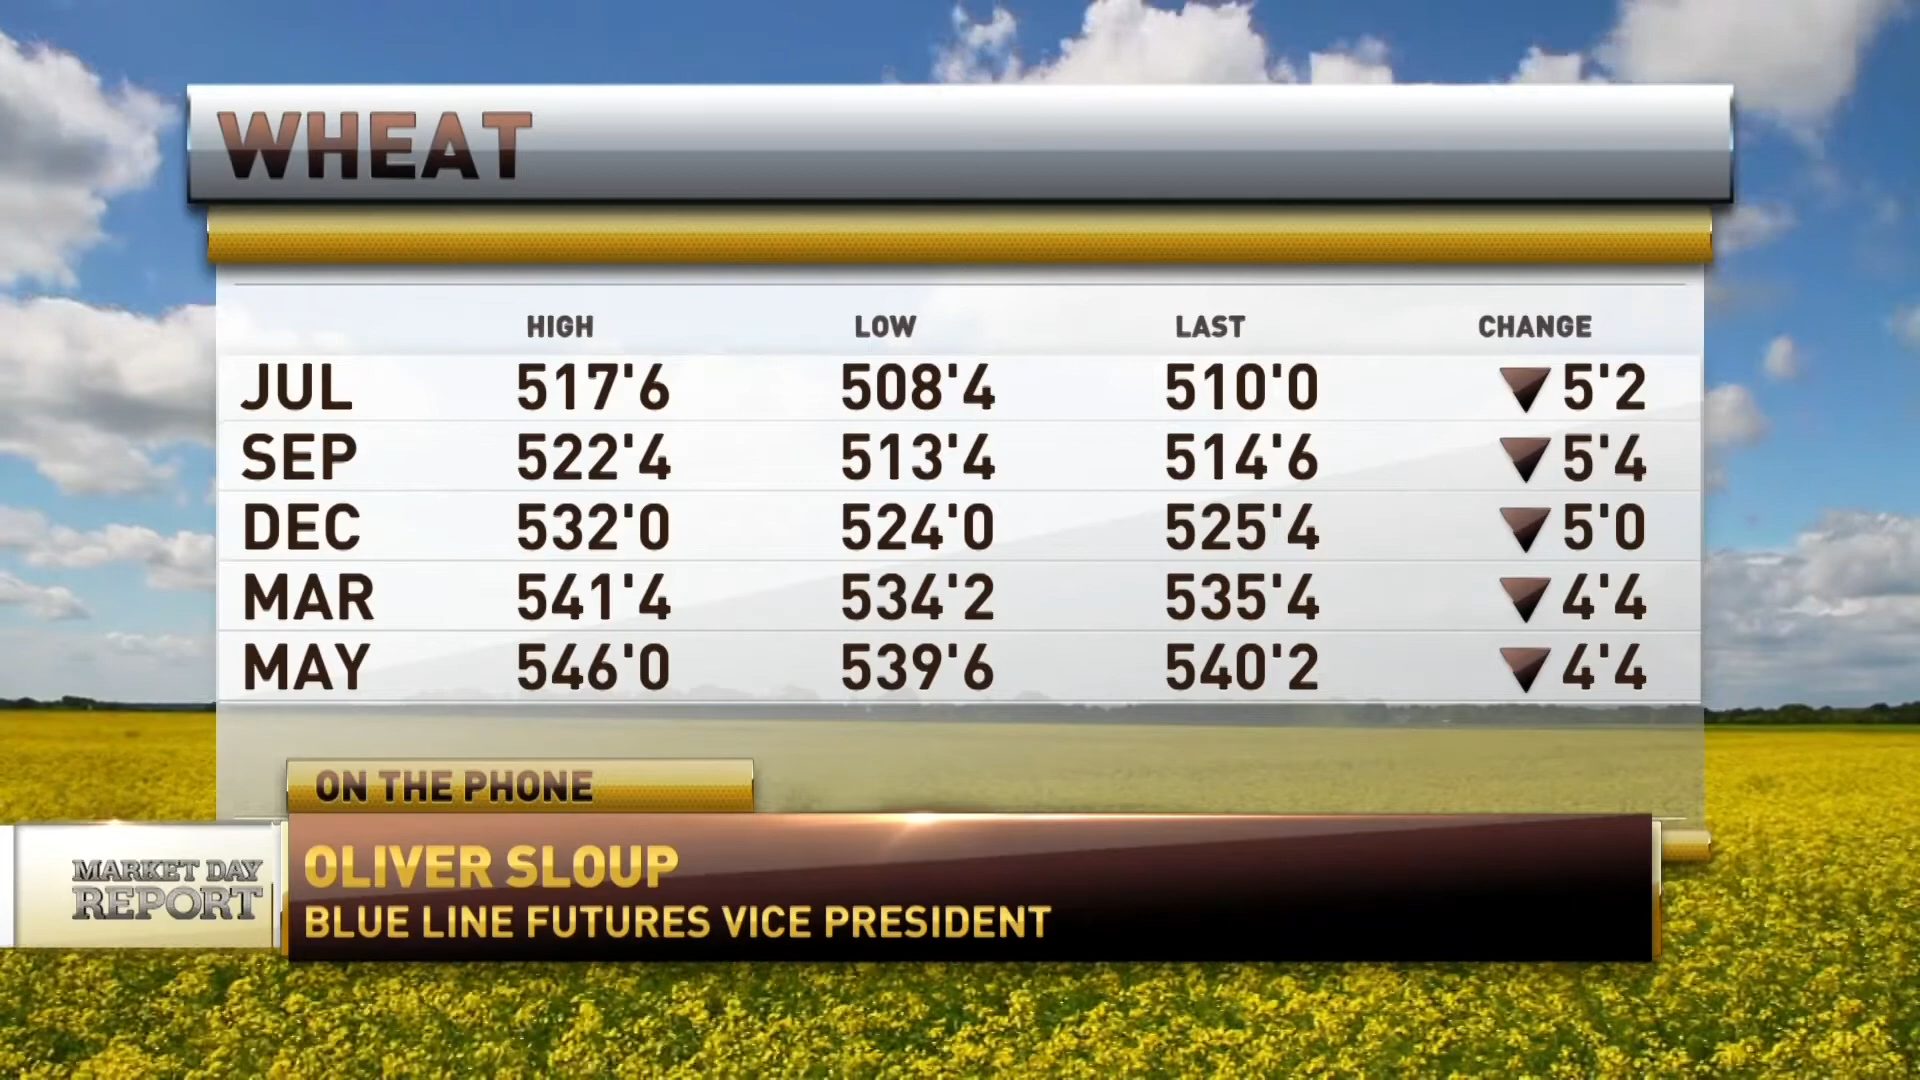 WHEAT
HIGH LOW LAST CHANGE
JUL 517'6 508'4 510'0 ▼ 5'2
SEP 522'4 513'4 514'6 ▼ 5'4
DEC 532'0 524'0 525'4 ▼ 5'0
MAR 541'4 534'2 535'4 ▼ 4'4
MAY 546'0 539'6 540'2 ▼ 4'4
ON THE PHONE
MARKET DAY
REPORT
OLIVER SLOUP
BLUE LINE FUTURES VICE PRESIDENT